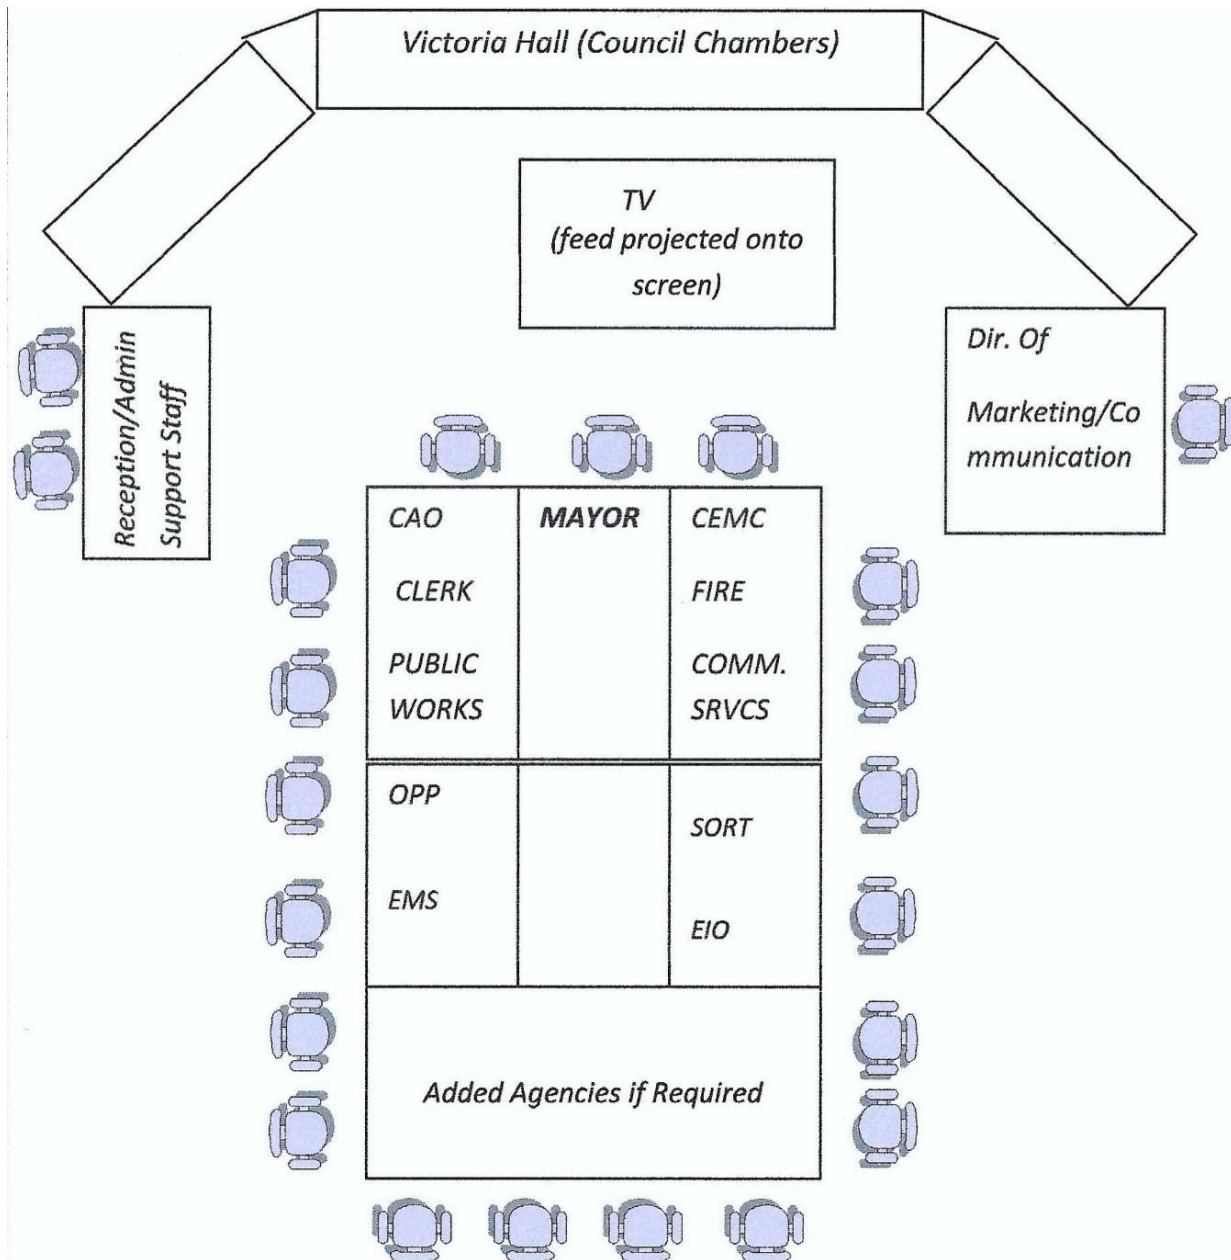 Victoria Hall (Council Chambers)
TV
(feed projected onto
screen)
Reception/Admin
Support Staff
Dir. Of
Marketing/Co
mmunication
CAO
MAYOR
CEMC
CLERK
FIRE
PUBLIC
WORKS
COMM.
SRVCS
OPP
SORT
EMS
EIO
Added Agencies if Required